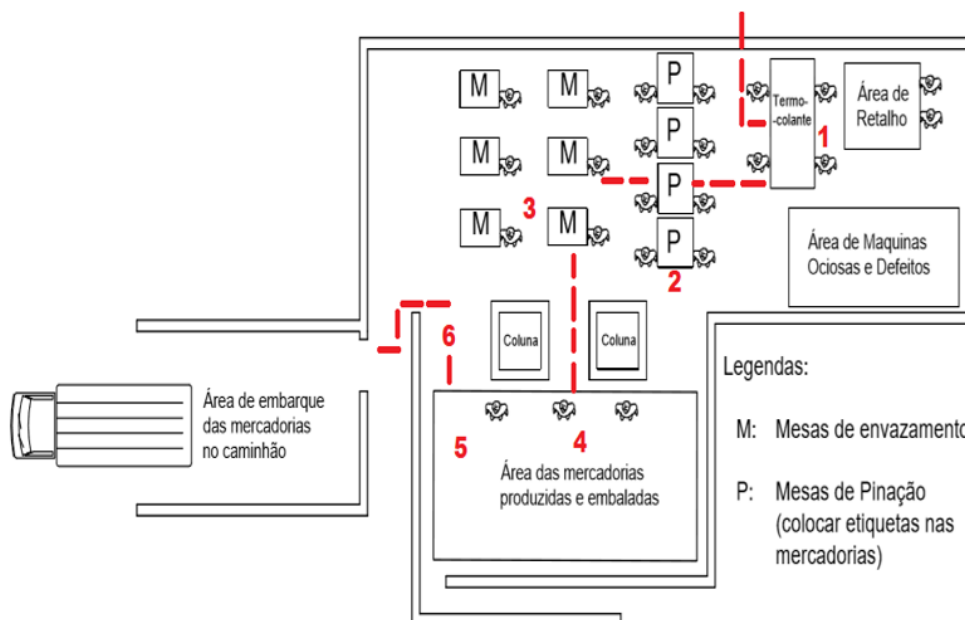 M
M
P
Termo-
-colante
1
Área de
Retalho
P
M
M
P
3
M
M
P
2
Área de Maquinas
Ociosas e Defeitos
6
Coluna
Coluna
Legendas:
Área de embarque
das mercadorias
no caminhão
M: Mesas de envazamento
5
4
Área das mercadorias
produzidas e embaladas
P: Mesas de Pinação
(colocar etiquetas nas
mercadorias)